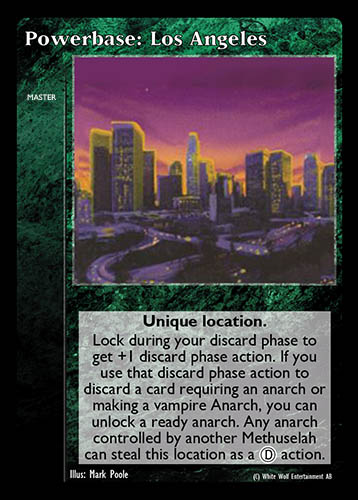 Powerbase: Los Angeles
MASTER
Unique location.
Lock during your discard phase to
get +1 discard phase action. If you
use that discard phase action to
discard a card requiring an anarch or
making a vampire Anarch, you can
unlock a ready anarch. Any anarch
controlled by another Methuselah
can steal this location as a Ⓓ action.
Illus: Mark Poole
(C) White Wolf Entertainment AB